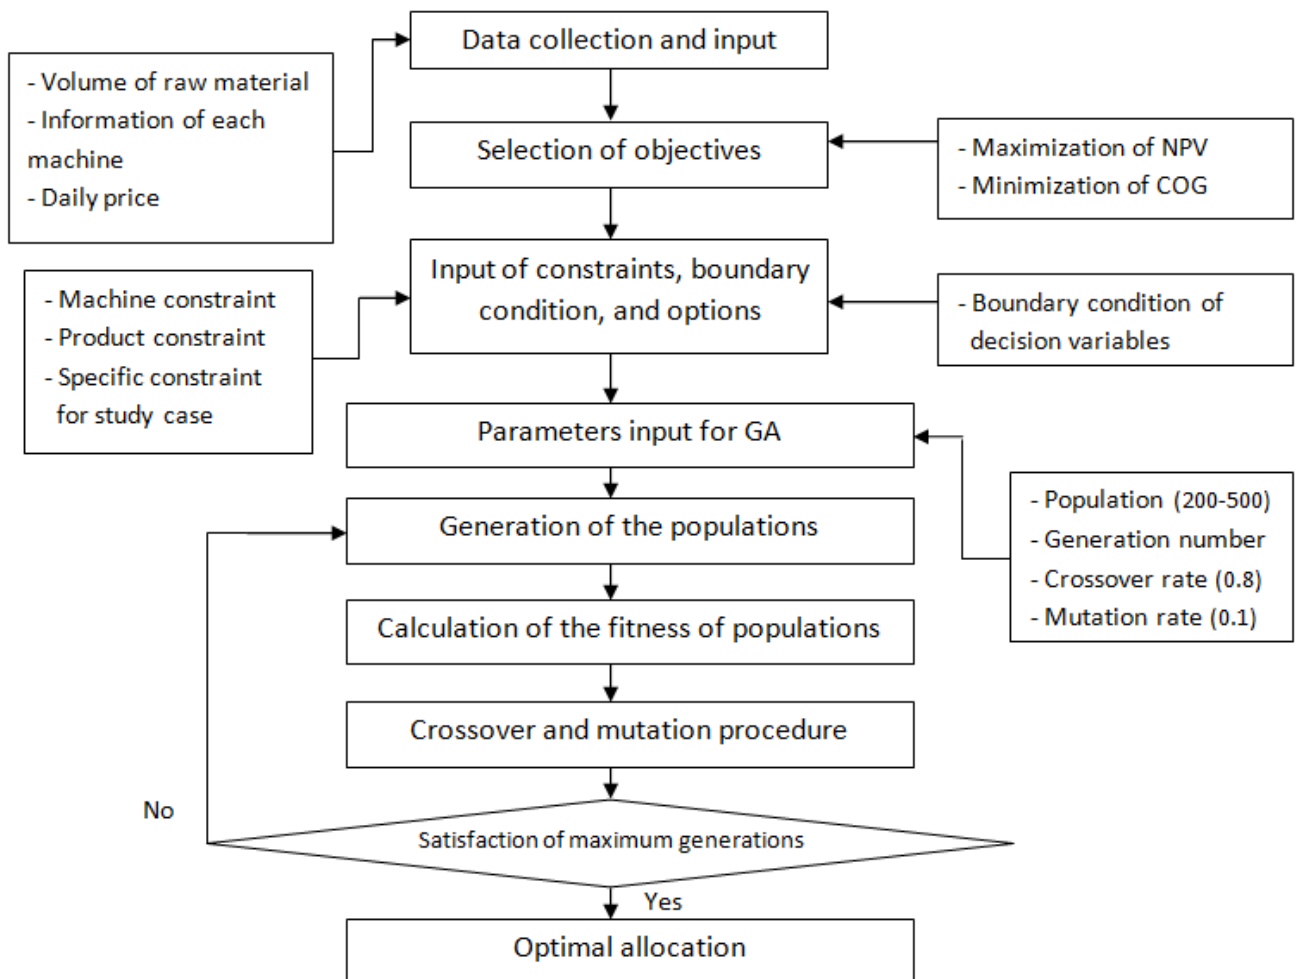 Data collection and input
- Volume of raw material
- Information of each
machine
- Daily price
Selection of objectives
- Maximization of NPV
- Minimization of COG
Input of constraints, boundary
condition, and options
- Machine constraint
- Product constraint
- Specific constraint
for study case
- Boundary condition of
decision variables
Parameters input for GA
- Population (200-500)
- Generation number
- Crossover rate (0.8)
- Mutation rate (0.1)
Generation of the populations
Calculation of the fitness of populations
Crossover and mutation procedure
No
Satisfaction of maximum generations
Yes
Optimal allocation